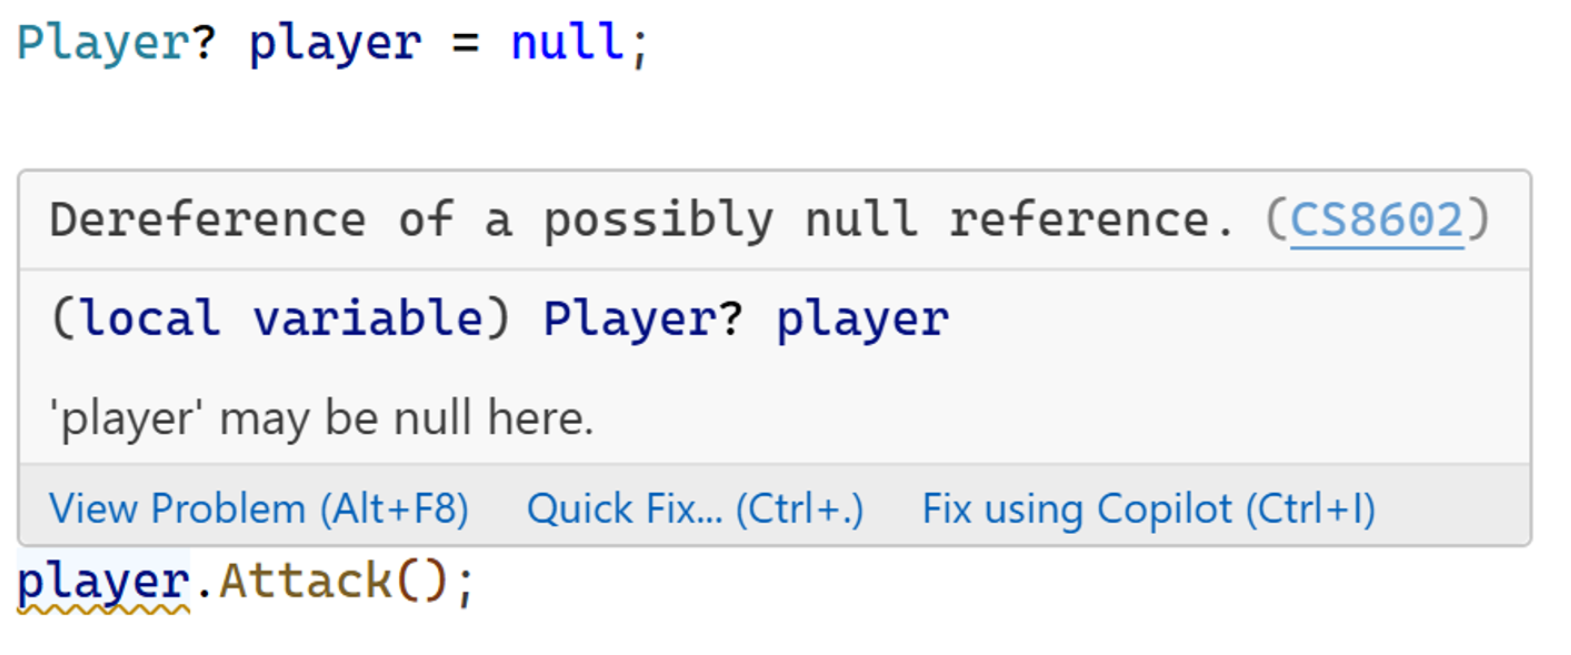 Player? player = null;
Dereference of a possibly null reference. (CS8602)
(local variable) Player? player
'player' may be null here.
View Problem (Alt+F8) Quick Fix... (Ctrl+.) Fix using Copilot (Ctrl+I)
player.Attack();